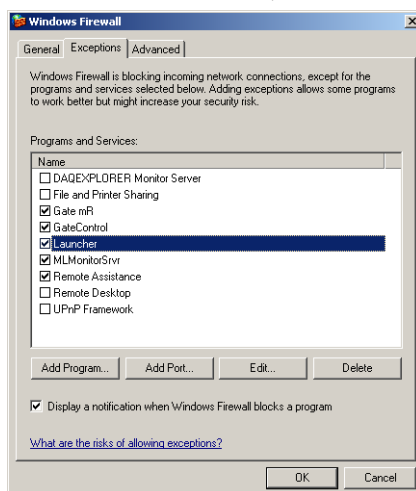 Windows Firewall
General Exceptions Advanced
Windows Firewall is blocking incoming network connections, except for the
programs and services selected below. Adding exceptions allows some programs
to work better but might increase your security risk.
Programs and Services:
Name
DAQEXPLORER Monitor Server
File and Printer Sharing
Gate mR
GateControl
Launcher
MLMonitorSrvr
Remote Assistance
Remote Desktop
UPnP Framework
Add Program... Add Port... Edit... Delete
Display a notification when Windows Firewall blocks a program
What are the risks of allowing exceptions?
OK Cancel